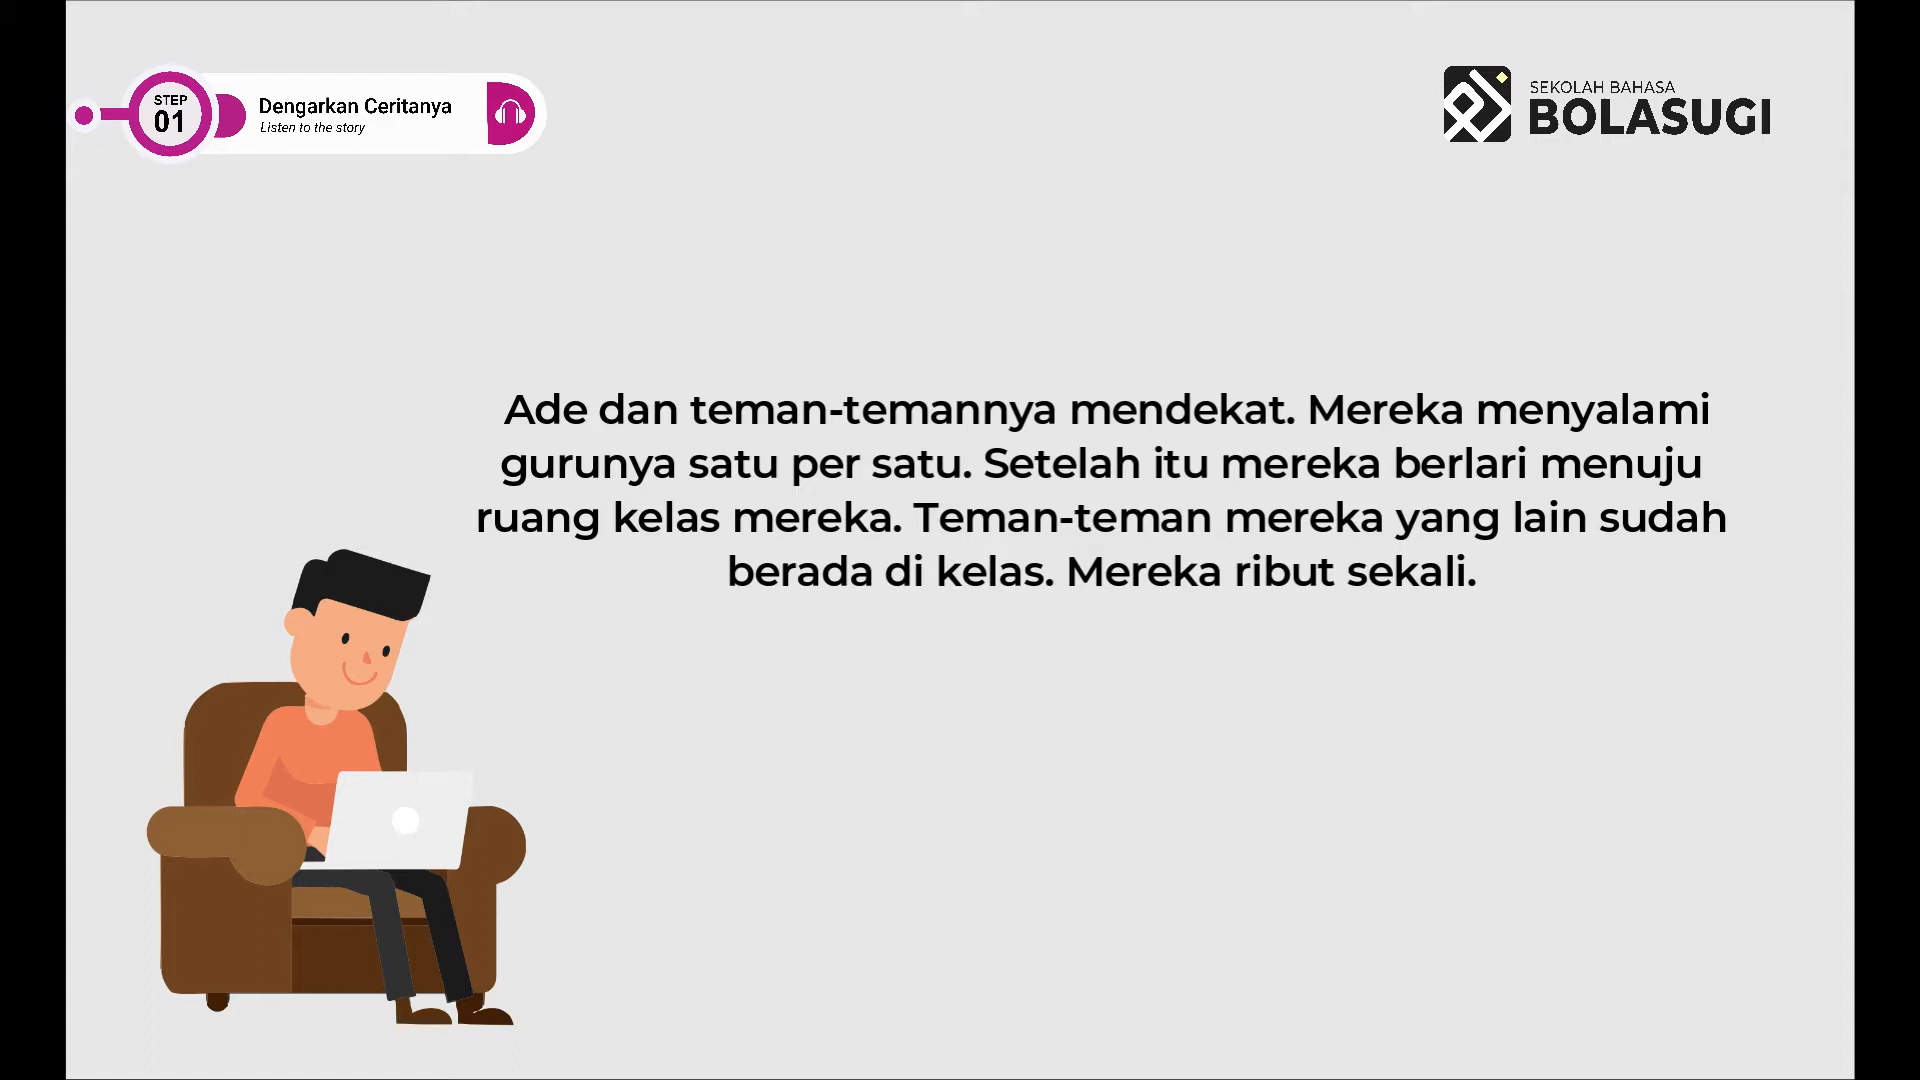 STEP
01
Dengarkan Ceritanya
Listen to the story
SEKOLAH BAHASA
BOLASUGI
Ade dan teman-temannya mendekat. Mereka menyalami
gurunya satu per satu. Setelah itu mereka berlari menuju
ruang kelas mereka. Teman-teman mereka yang lain sudah
berada di kelas. Mereka ribut sekali.